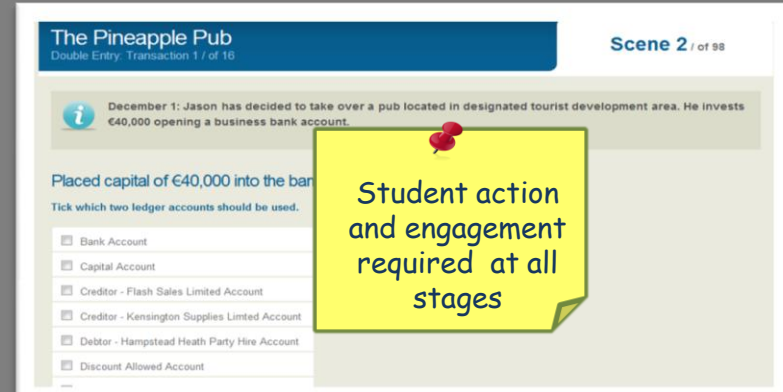 The Pineapple Pub
Double Entry: Transaction 1 / of 16
Scene 2 / of 98
i
December 1: Jason has decided to take over a pub located in designated tourist development area. He invests
€40,000 opening a business bank account.
Placed capital of €40,000 into the ban
Tick which two ledger accounts should be used.
Bank Account
Capital Account
Creditor - Flash Sales Limited Account
Creditor - Kensington Supplies Limted Account
Debtor - Hampstead Heath Party Hire Account
Discount Allowed Account
Student action
and engagement
required at all
stages